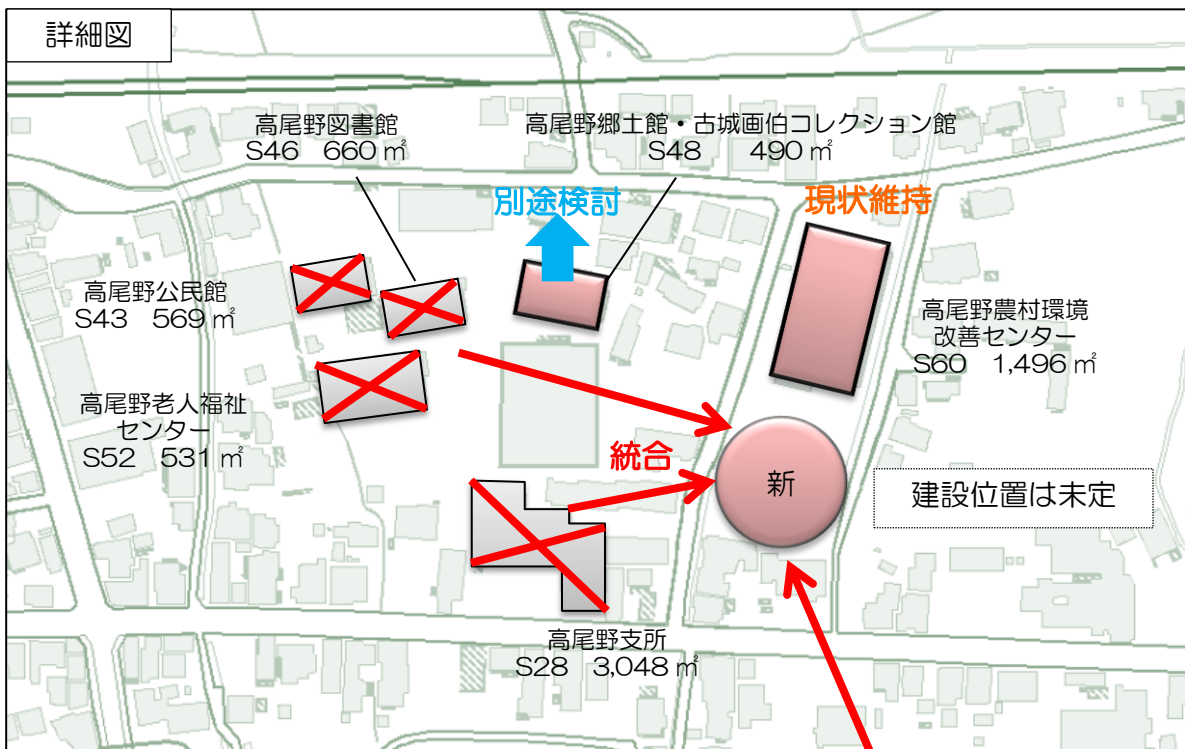 詳細図
高尾野図書館
S46 660㎡
高尾野郷土館・古城画伯コレクション館
S48 490㎡
別途検討
現状維持
高尾野公民館
S43 569㎡
高尾野農村環境
改善センター
S60 1,496㎡
高尾野老人福祉
センター
S52 531㎡
統合
新
建設位置は未定
高尾野支所
S28 3,048㎡